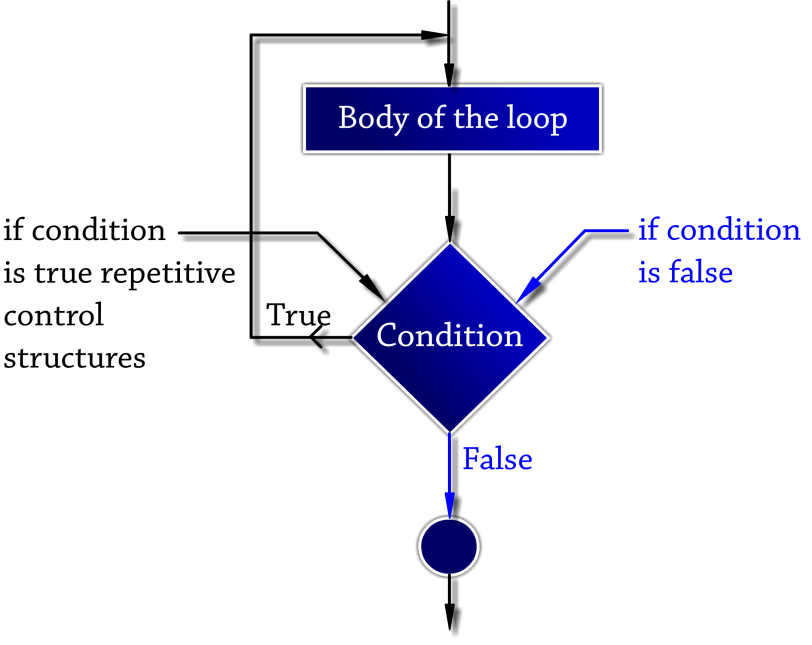 Body of the loop
if condition
is true repetitive
control
structures
if condition
is false
True
Condition
False